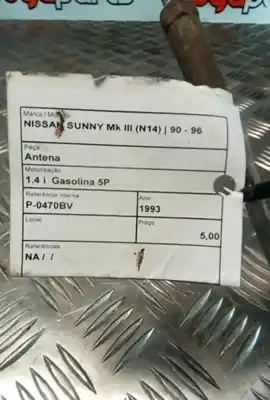 Marca / Mo
NISSAN SUNNY Mk III (N14) | 90 - 96
Peça
Antena
Motorização
1.4 i Gasolina 5P
Referência interna
Ano
P-0470BV
1993
Local
Preço
5,00
Referências
NA/ /